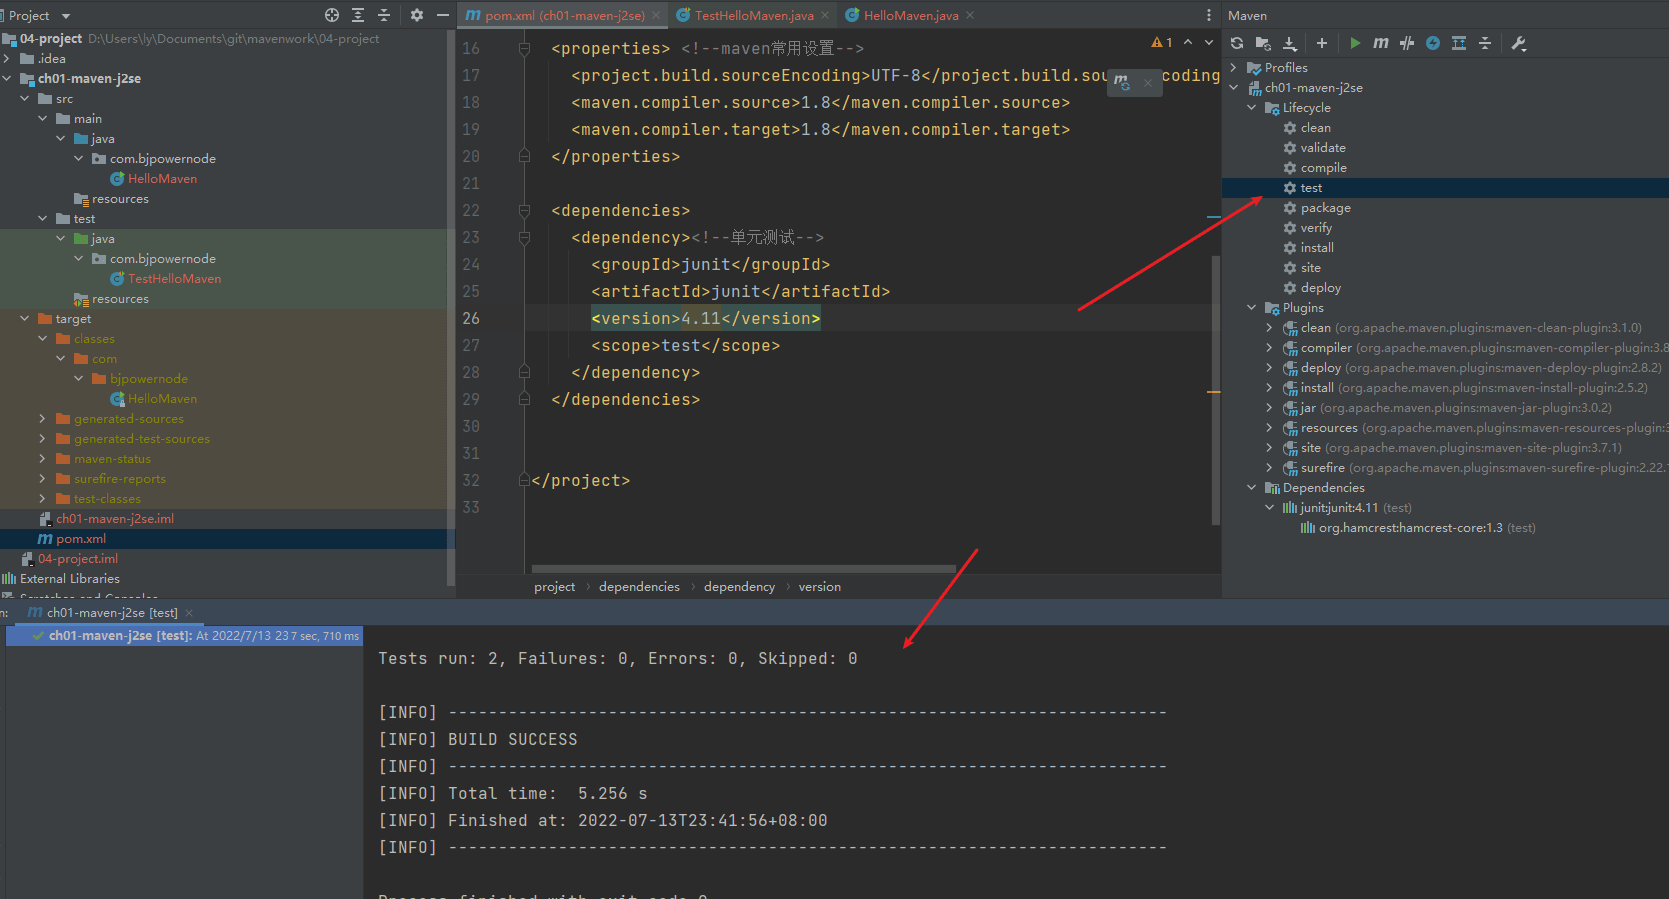 Project
04-project D:\Users\ly\Documents\git\mavenwork\04-project
.idea
ch01-maven-j2se
src
main
java
com.bjpowernode
HelloMaven
resources
test
java
com.bjpowernode
TestHelloMaven
resources
target
classes
com
bjpowernode
HelloMaven
generated-sources
generated-test-sources
maven-status
surefire-reports
test-classes
ch01-maven-j2se.iml
pom.xml
04-project.iml
External Libraries
Scratches and Consoles
pom.xml (ch01-maven-j2se)
TestHelloMaven.java
HelloMaven.java
1
16 <properties> <!--maven常用设置-->
17 <project.build.sourceEncoding>UTF-8</project.build.sou coding
18 <maven.compiler.source>1.8</maven.compiler.source>
19 <maven.compiler.target>1.8</maven.compiler.target>
20 </properties>
21
22 <dependencies>
23 <dependency><!--单元测试-->
24 <groupId>junit</groupId>
25 <artifactId>junit</artifactId>
26 <version>4.11</version>
27 <scope>test</scope>
28 </dependency>
29 </dependencies>
30
31
32 </project>
33
project > dependencies > dependency > version
Maven
Profiles
ch01-maven-j2se
Lifecycle
clean
validate
compile
test
package
verify
install
site
deploy
Plugins
clean (org.apache.maven.plugins:maven-clean-plugin:3.1.0)
compiler (org.apache.maven.plugins:maven-compiler-plugin:3.8
deploy (org.apache.maven.plugins:maven-deploy-plugin:2.8.2)
install (org.apache.maven.plugins:maven-install-plugin:2.5.2)
jar (org.apache.maven.plugins:maven-jar-plugin:3.0.2)
resources (org.apache.maven.plugins:maven-resources-plugin:3
site (org.apache.maven.plugins:maven-site-plugin:3.7.1)
surefire (org.apache.maven.plugins:maven-surefire-plugin:2.22.
Dependencies
junit:junit:4.11 (test)
org.hamcrest:hamcrest-core:1.3 (test)
n: ch01-maven-j2se [test]
ch01-maven-j2se [test]: At 2022/7/13 23 7 sec, 710 ms
Tests run: 2, Failures: 0, Errors: 0, Skipped: 0
[INFO] ------------------------------------------------------------------------
[INFO] BUILD SUCCESS
[INFO] ------------------------------------------------------------------------
[INFO] Total time:  5.256 s
[INFO] Finished at: 2022-07-13T23:41:56+08:00
[INFO] ------------------------------------------------------------------------
Process finished with exit code 0